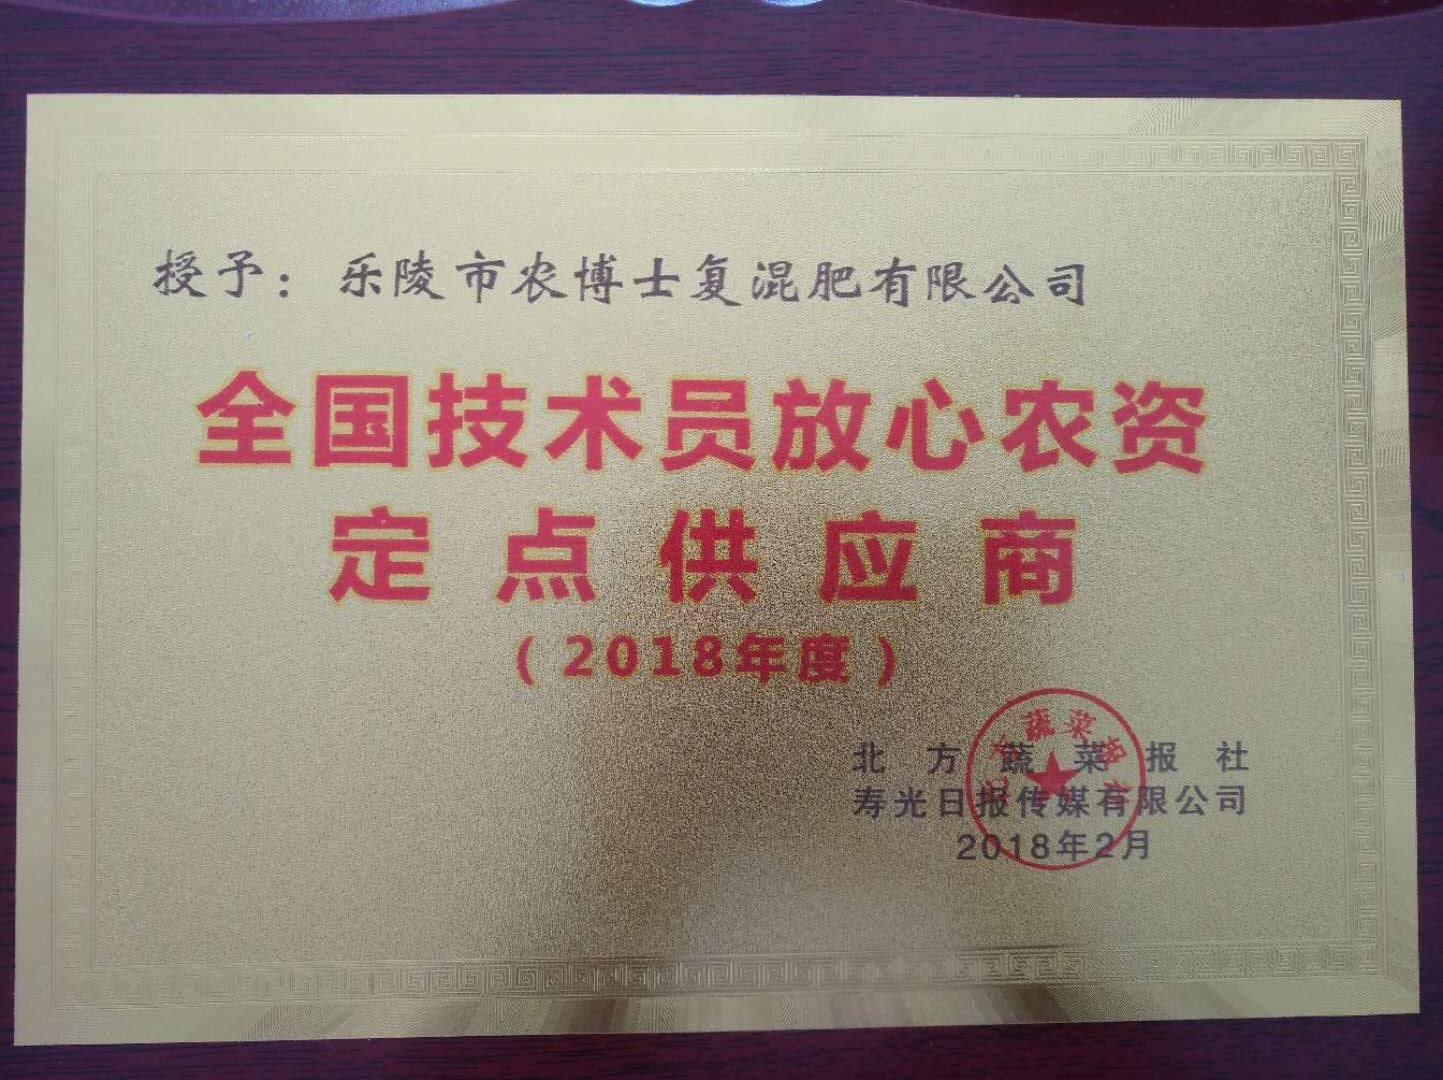 授予：乐陵市农博士复混肥有限公司
全国技术员放心农资
定点供应商
（2018年度）
北方蔬菜报社
寿光日报传媒有限公司
2018年2月
蔬菜报